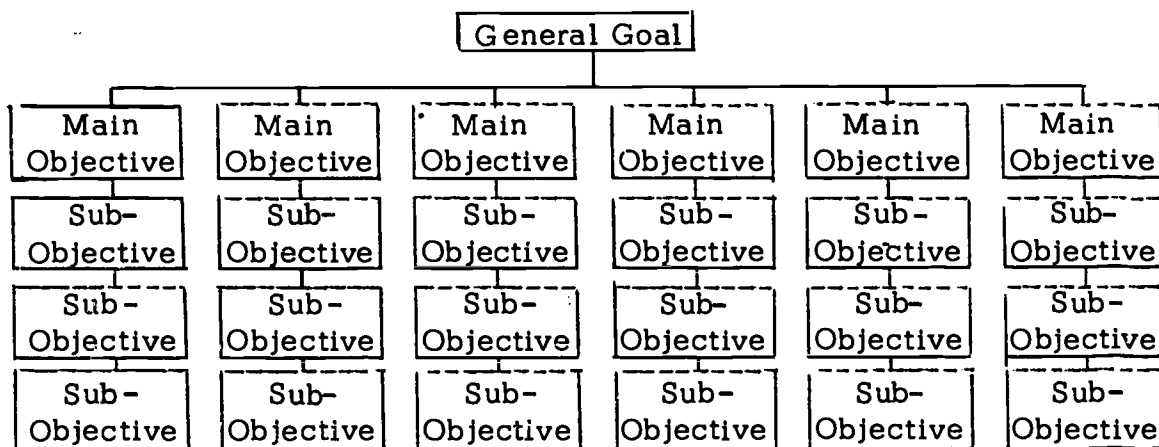 General Goal
Main Main Main Main Main Main
Objective Objective Objective Objective Objective Objective
Sub- Sub- Sub- Sub- Sub- Sub-
Objective Objective Objective Objective Objective Objective
Sub- Sub- Sub- Sub- Sub- Sub-
Objective Objective Objective Objective Objective Objective
Sub- Sub- Sub- Sub- Sub- Sub-
Objective Objective Objective Objective Objective Objective